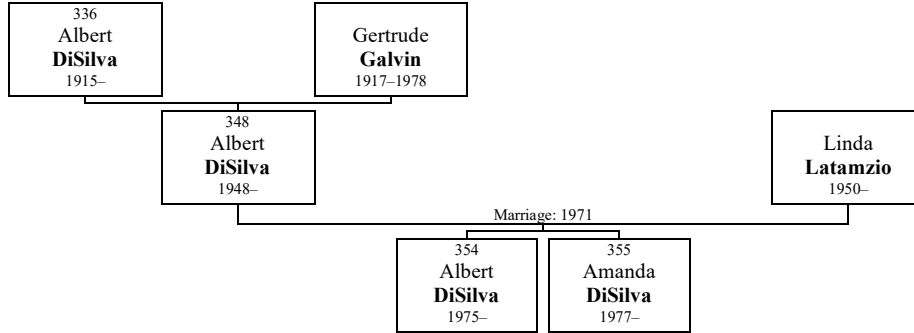 336
Albert
DiSilva
1915–
Gertrude
Galvin
1917–1978
348
Albert
DiSilva
1948–
Linda
Latamzio
1950–
Marriage: 1971
354
Albert
DiSilva
1975–
355
Amanda
DiSilva
1977–